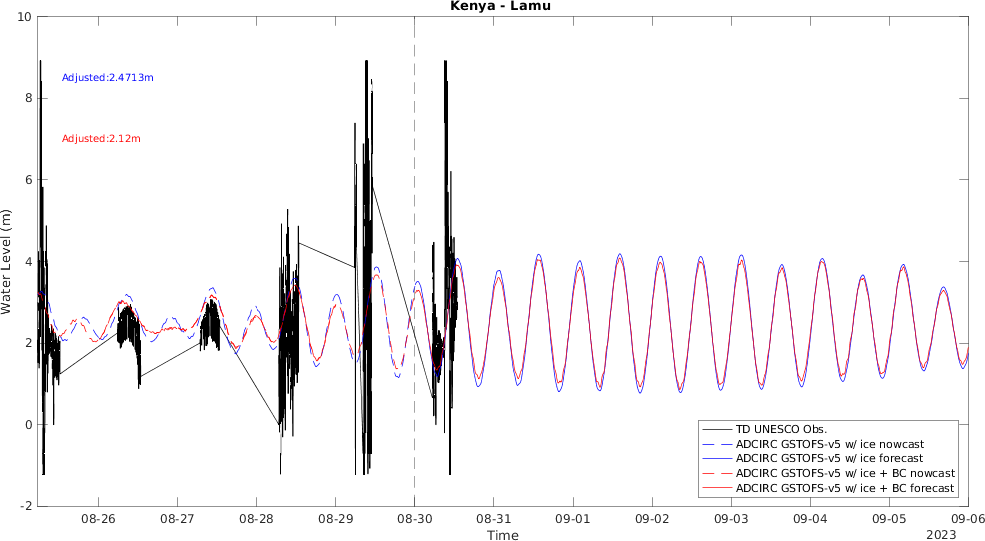 Kenya - Lamu
10
8
6
4
2
0
-2
Water Level (m)
Adjusted:2.4713m
Adjusted:2.12m
TD UNESCO Obs.
ADCIRC GSTOFS-v5 w/ ice nowcast
ADCIRC GSTOFS-v5 w/ ice forecast
ADCIRC GSTOFS-v5 w/ ice + BC nowcast
ADCIRC GSTOFS-v5 w/ ice + BC forecast
08-26 08-27 08-28 08-29 08-30 08-31 09-01 09-02 09-03 09-04 09-05 09-06
Time
2023